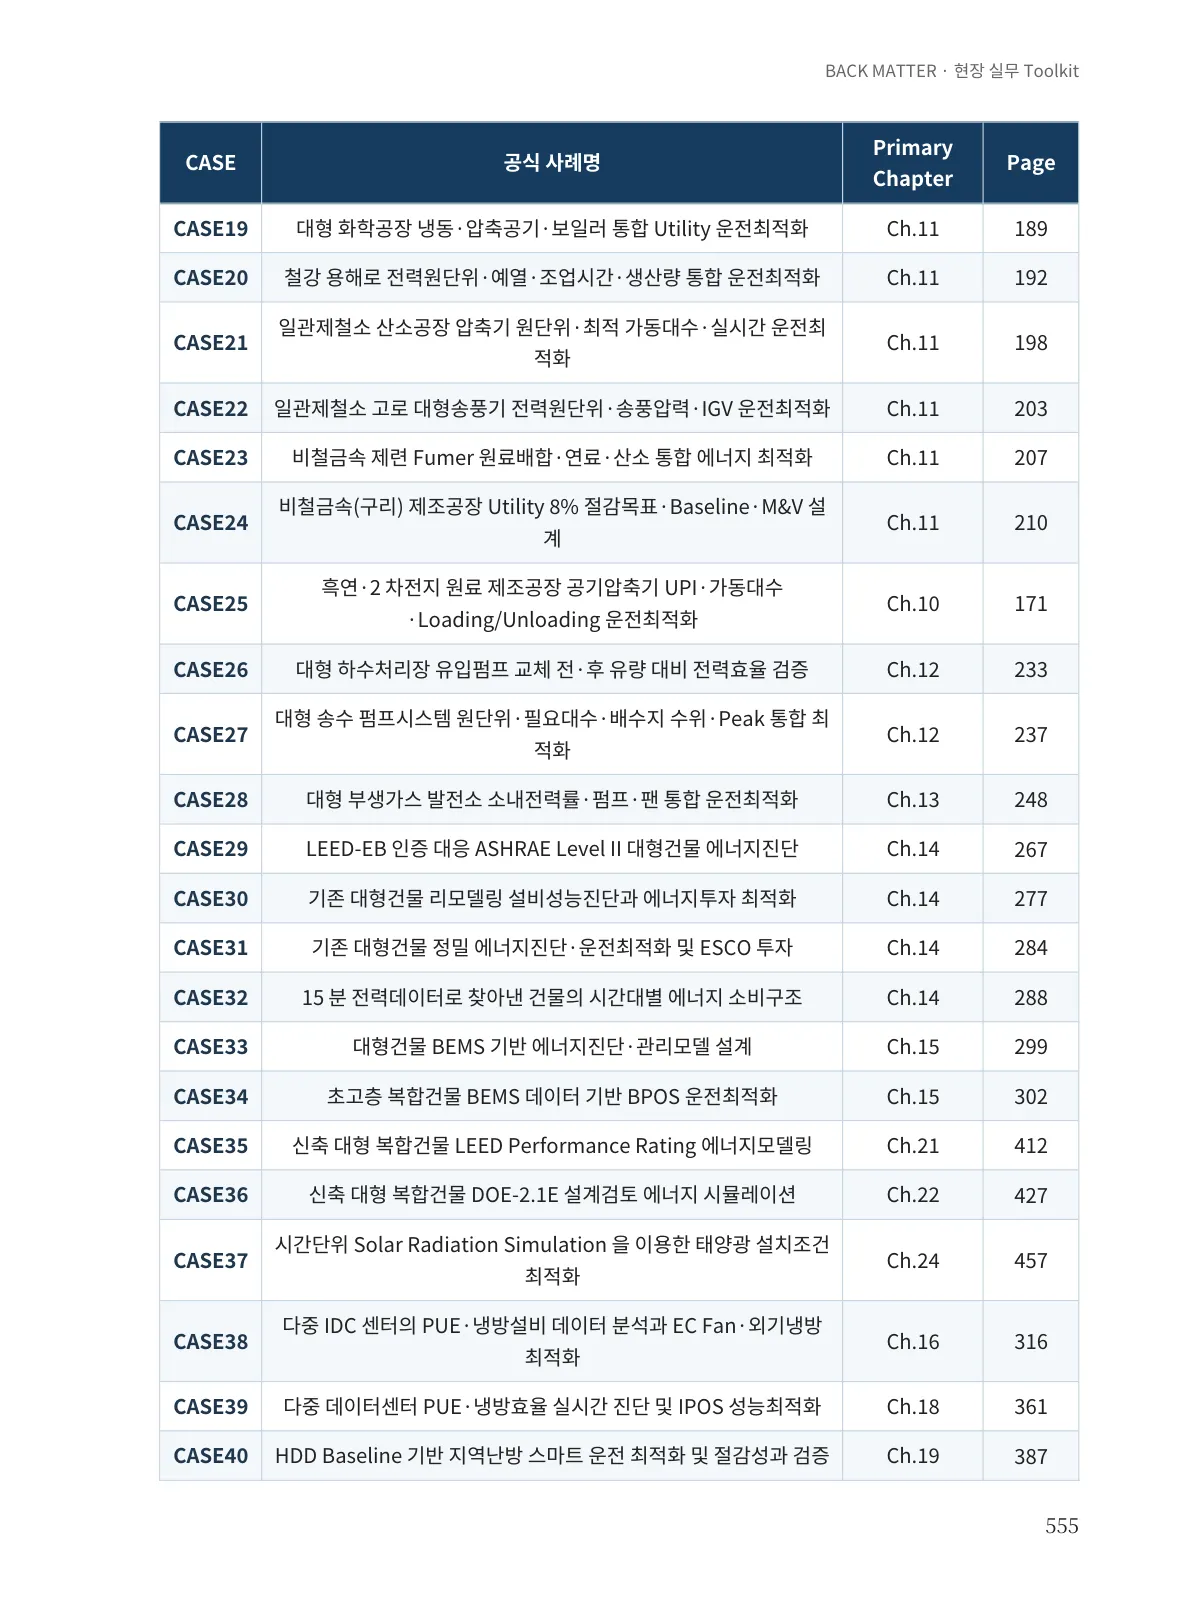 BACK MATTER · 현장 실무 Toolkit
CASE 공식 사례명 Primary Chapter Page
CASE19 대형 화학공장 냉동·압축공기·보일러 통합 Utility 운전최적화 Ch.11 189
CASE20 철강 용해로 전력원단위·예열·조업시간·생산량 통합 운전최적화 Ch.11 192
CASE21 일관제철소 산소공장 압축기 원단위·최적 가동대수·실시간 운전최
적화 Ch.11 198
CASE22 일관제철소 고로 대형송풍기 전력원단위·송풍압력·IGV 운전최적화 Ch.11 203
CASE23 비철금속 제련 Fumer 원료배합·연료·산소 통합 에너지 최적화 Ch.11 207
CASE24 비철금속(구리) 제조공장 Utility 8% 절감목표·Baseline·M&V 설
계 Ch.11 210
CASE25 흑연·2 차전지 원료 제조공장 공기압축기 UPI·가동대수
·Loading/Unloading 운전최적화 Ch.10 171
CASE26 대형 하수처리장 유입펌프 교체 전·후 유량 대비 전력효율 검증 Ch.12 233
CASE27 대형 송수 펌프시스템 원단위·필요대수·배수지 수위·Peak 통합 최
적화 Ch.12 237
CASE28 대형 부생가스 발전소 소내전력률·펌프·팬 통합 운전최적화 Ch.13 248
CASE29 LEED-EB 인증 대응 ASHRAE Level II 대형건물 에너지진단 Ch.14 267
CASE30 기존 대형건물 리모델링 설비성능진단과 에너지투자 최적화 Ch.14 277
CASE31 기존 대형건물 정밀 에너지진단·운전최적화 및 ESCO 투자 Ch.14 284
CASE32 15 분 전력데이터로 찾아낸 건물의 시간대별 에너지 소비구조 Ch.14 288
CASE33 대형건물 BEMS 기반 에너지진단·관리모델 설계 Ch.15 299
CASE34 초고층 복합건물 BEMS 데이터 기반 BPOS 운전최적화 Ch.15 302
CASE35 신축 대형 복합건물 LEED Performance Rating 에너지모델링 Ch.21 412
CASE36 신축 대형 복합건물 DOE-2.1E 설계검토 에너지 시뮬레이션 Ch.22 427
CASE37 시간단위 Solar Radiation Simulation 을 이용한 태양광 설치조건
최적화 Ch.24 457
CASE38 다중 IDC 센터의 PUE·냉방설비 데이터 분석과 EC Fan·외기냉방
최적화 Ch.16 316
CASE39 다중 데이터센터 PUE·냉방효율 실시간 진단 및 IPOS 성능최적화 Ch.18 361
CASE40 HDD Baseline 기반 지역난방 스마트 운전 최적화 및 절감성과 검증 Ch.19 387
555